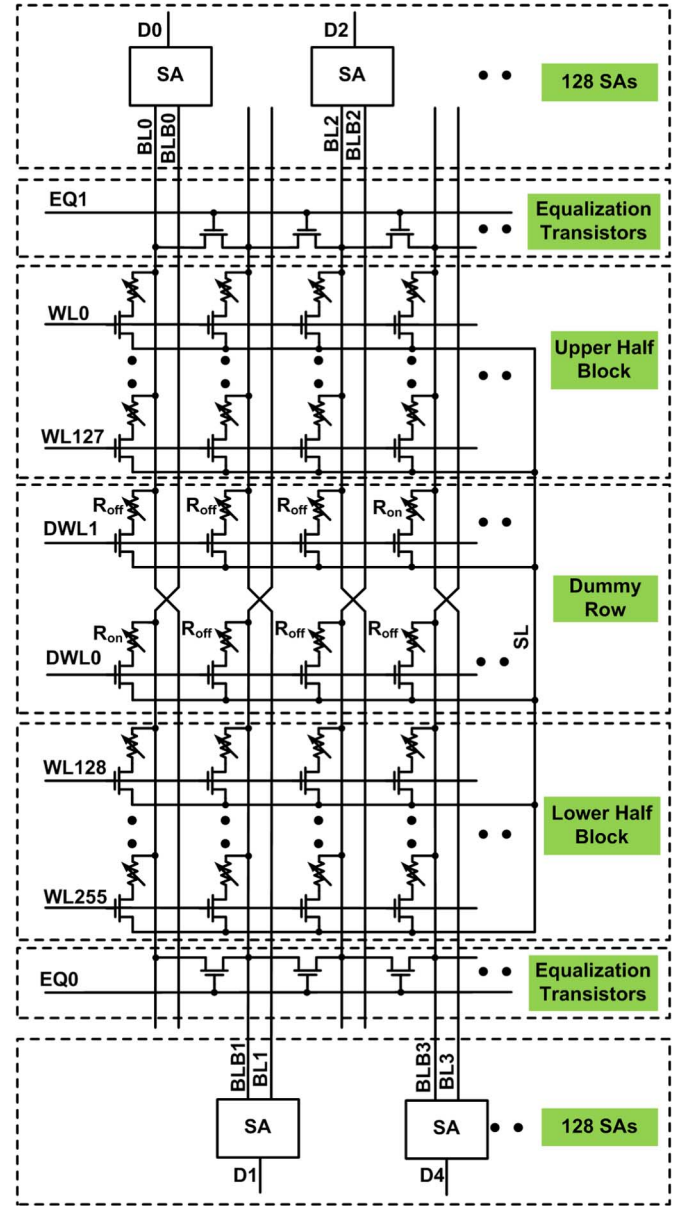 D0
D2
SA
SA
128 SAs
BL0
BLB0
BL2
BLB2
EQ1
Equalization
Transistors
WL0
Upper Half
Block
WL127
Roff
Roff
Roff
Ron
DWL1
Dummy
Row
Ron
Roff
Roff
Roff
SL
DWL0
WL128
Lower Half
Block
WL255
Equalization
Transistors
EQ0
BLB1
BL1
BLB3
BL3
SA
SA
128 SAs
D1
D4